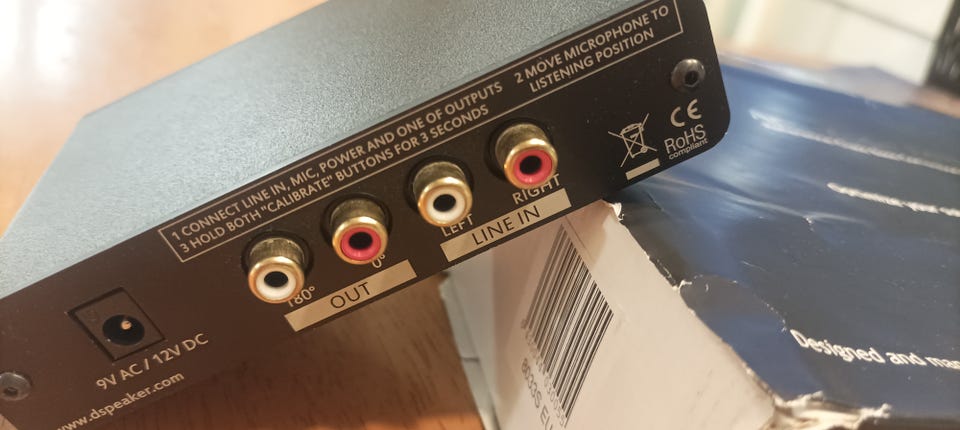 1 CONNECT LINE IN, MIC, POWER AND ONE OF OUTPUTS 2 MOVE MICROPHONE TO
3 HOLD BOTH "CALIBRATE" BUTTONS FOR 3 SECONDS LISTENING POSITION
CE
RoHS
compliant
180°
0°
LEFT
RIGHT
OUT
LINE IN
9V AC / 12V DC
www.dspeaker.com
Designed and